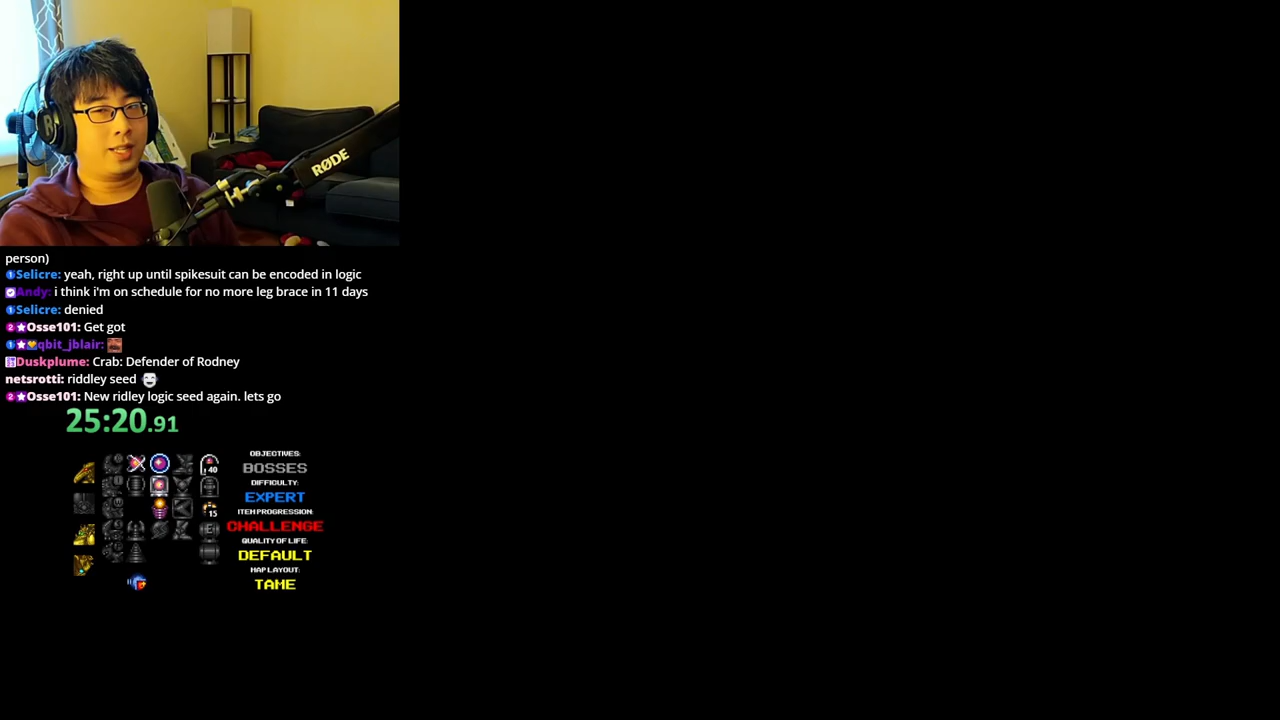 RØDE
person)
Selicre: yeah, right up until spikesuit can be encoded in logic
Andy: i think i'm on schedule for no more leg brace in 11 days
Selicre: denied
Osse101: Get got
qbit_jblair:
Duskplume: Crab: Defender of Rodney
netsrotti: riddley seed
Osse101: New ridley logic seed again. lets go
25:20.91
OBJECTIVES:
BOSSES
DIFFICULTY:
EXPERT
ITEM PROGRESSION:
CHALLENGE
QUALITY OF LIFE:
DEFAULT
MAP LAYOUT:
TAME
40
15